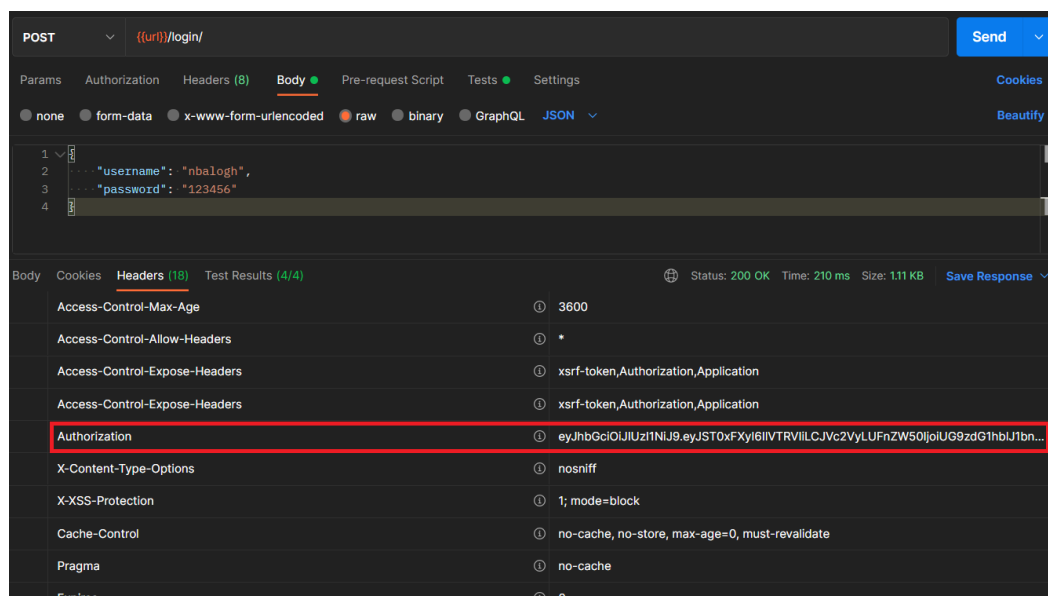 POST {{url}}/login/ Send
Params Authorization Headers (8) Body Pre-request Script Tests Settings Cookies
none form-data x-www-form-urlencoded raw binary GraphQL JSON Beautify
1 {
2 "username": "nbalogh",
3 "password": "123456"
4 }
Body Cookies Headers (18) Test Results (4/4) Status: 200 OK Time: 210 ms Size: 1.11 KB Save Response
Access-Control-Max-Age 3600
Access-Control-Allow-Headers *
Access-Control-Expose-Headers xsrf-token,Authorization,Application
Access-Control-Expose-Headers xsrf-token,Authorization,Application
Authorization eyJhbGciOiJIUzI1NiJ9.eyJST0xFXyI6IlVTRVIiLCJVc2VyLUFnZW50IjoiUG9zdG1hblJ1bn...
X-Content-Type-Options nosniff
X-XSS-Protection 1; mode=block
Cache-Control no-cache, no-store, max-age=0, must-revalidate
Pragma no-cache